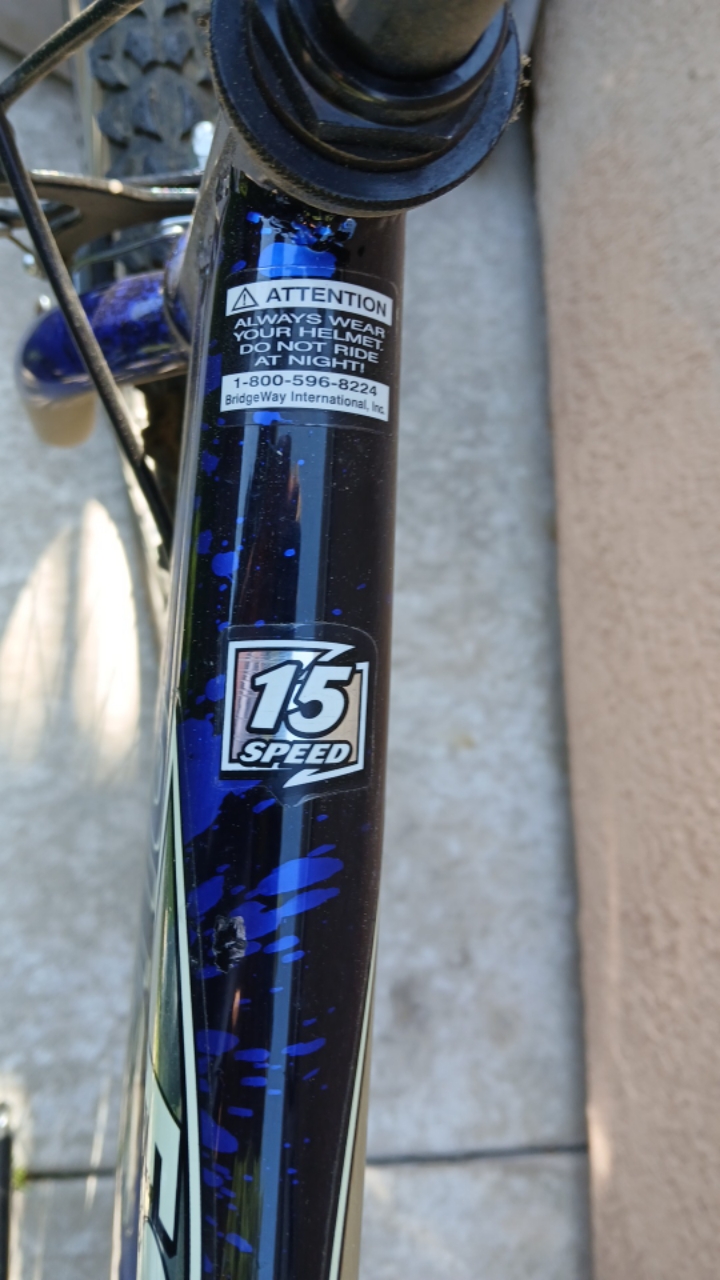 ATTENTION
ALWAYS WEAR
YOUR HELMET.
DO NOT RIDE
AT NIGHT!
1-800-596-8224
BridgeWay International, Inc.
15
SPEED